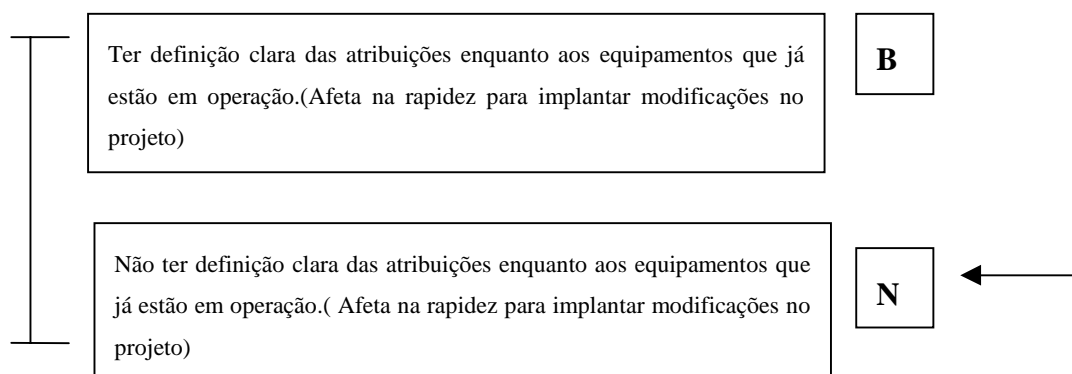 Ter definição clara das atribuições enquanto aos equipamentos que já
estão em operação.(Afeta na rapidez para implantar modificações no
projeto)
B
Não ter definição clara das atribuições enquanto aos equipamentos que
já estão em operação.( Afeta na rapidez para implantar modificações no
projeto)
N